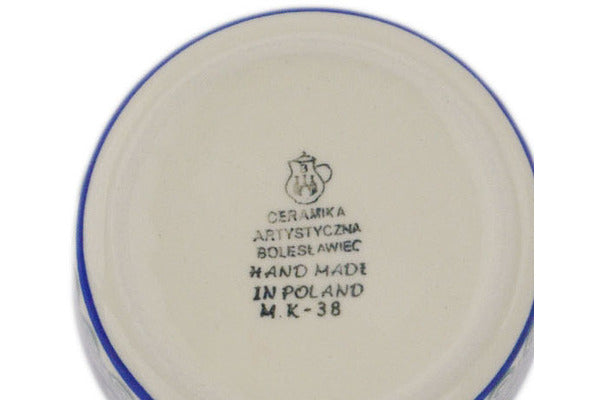 B
CERAMIKA
ARTYSTYCZNA
BOLESŁAWIEC
HAND MADE
IN POLAND
M.K-38